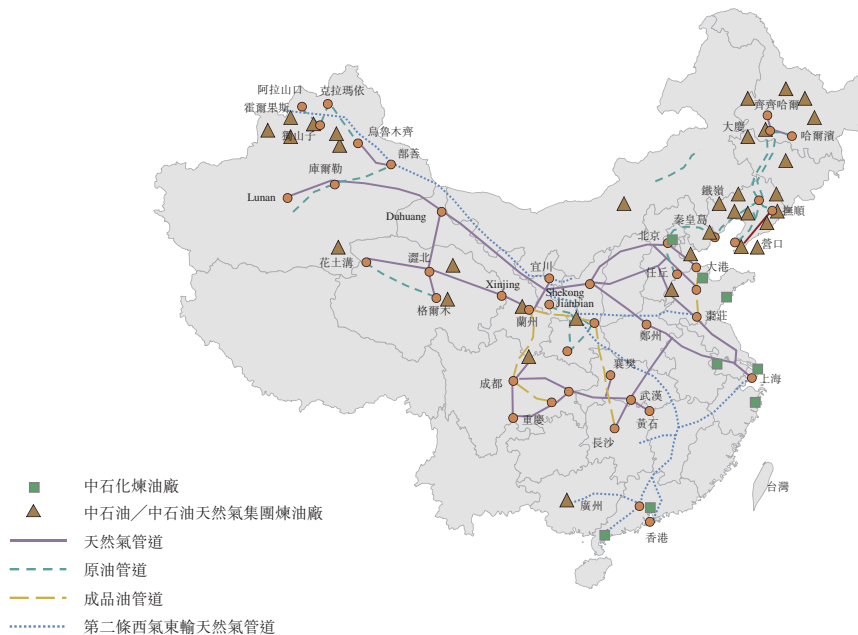 阿拉山口
克拉瑪依
霍爾果斯
獨山子
烏魯木齊
鄯善
庫爾勒
Lunan
Duhuang
花土溝
澀北
格爾木
Xinjing
蘭州
宜川
Shekong
Jianbian
齊齊哈爾
大慶
哈爾濱
鐵嶺
撫順
秦皇島
營口
北京
大港
任丘
棗莊
鄭州
襄樊
上海
成都
重慶
武漢
黃石
長沙
廣州
香港
台灣
中石化煉油廠
中石油／中石油天然氣集團煉油廠
天然氣管道
原油管道
成品油管道
第二條西氣東輸天然氣管道